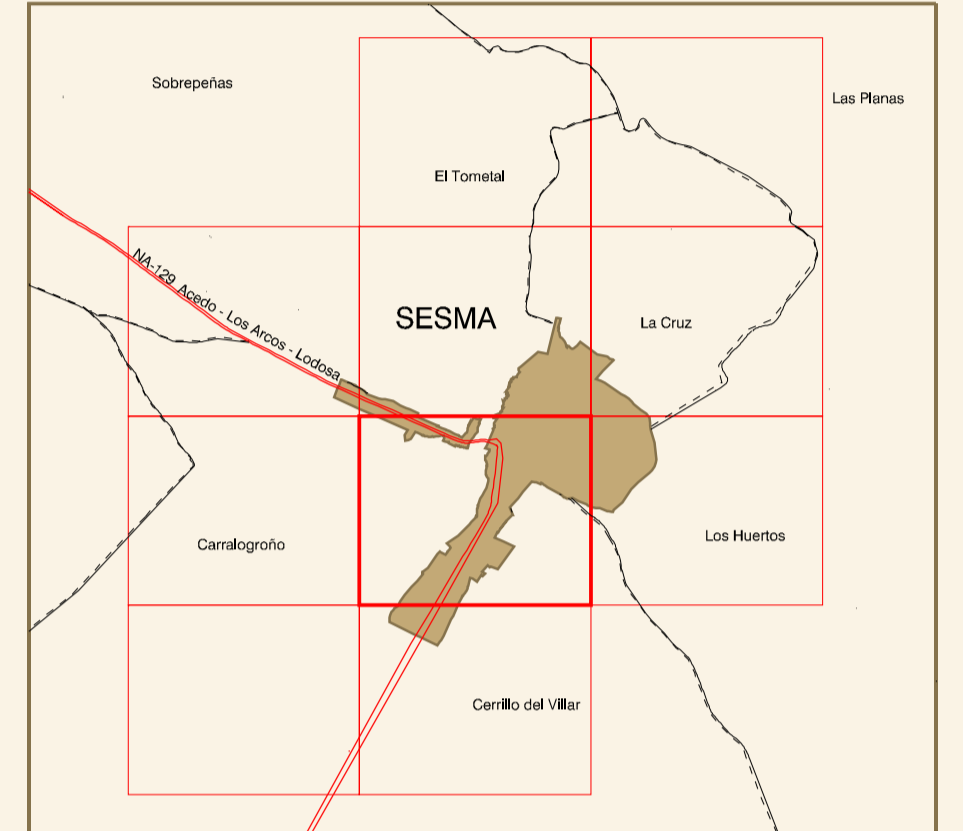 Sobrepeñas
Las Planas
El Tometal
NA-129 Acedo - Los Arcos - Lodosa
SESMA
La Cruz
Carralogroño
Los Huertos
Cerrillo del Villar